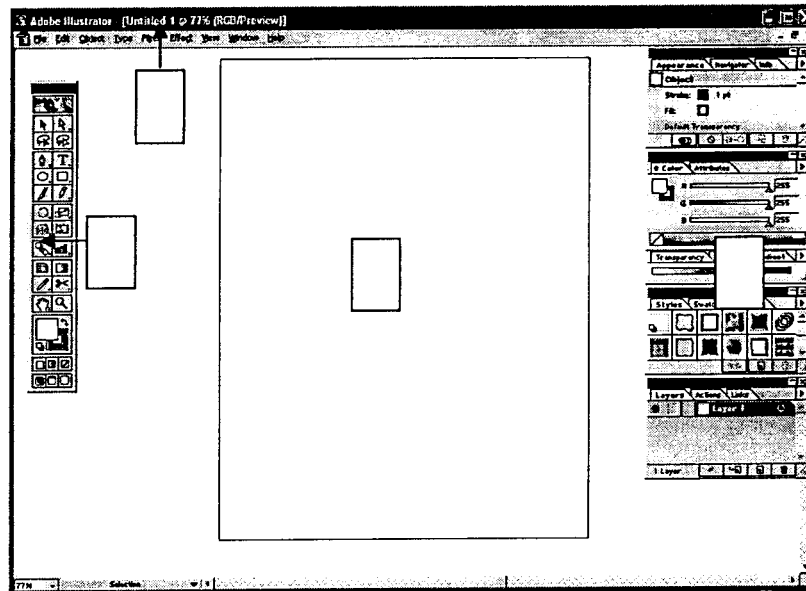 Adobe Illustrator - [Untitled 1 @ 77% (RGB/Preview)]
File Edit Object Type Filter Effect View Window Help
Appearance Navigator Info
Object
Stroke: 1 pt
Fill:
Default Transparency
Color Attributes
R 255
G 255
B 255
Transparency
Styles
T
Layers Actions Links
Layer 1
1 Layer
77% Selection